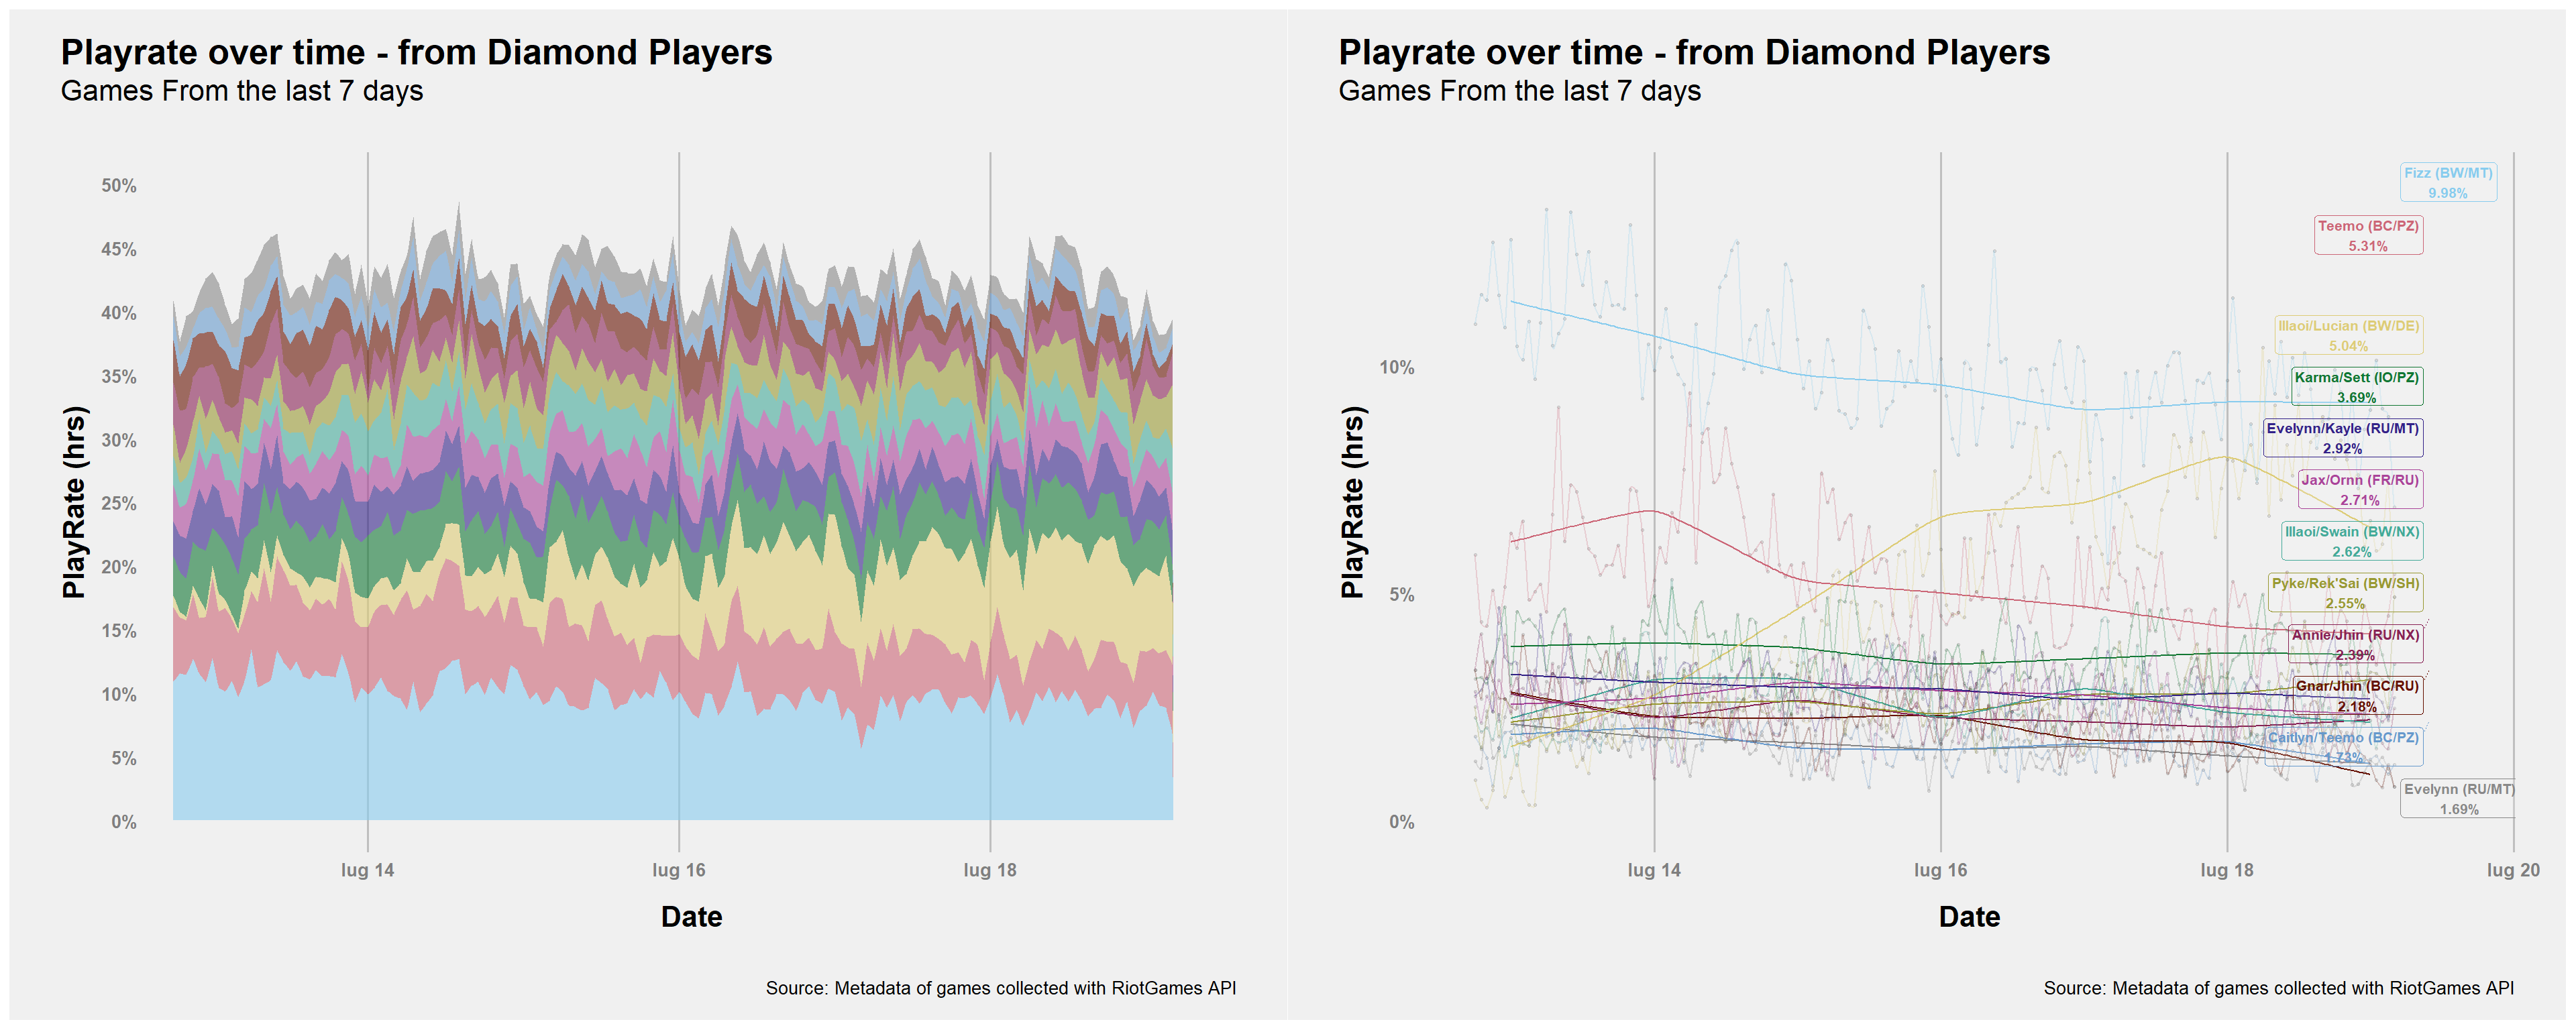 Playrate over time - from Diamond Players
Games From the last 7 days
PlayRate (hrs)
50%
45%
40%
35%
30%
25%
20%
15%
10%
5%
0%
lug 14
lug 16
lug 18
Date
Source: Metadata of games collected with RiotGames API
Playrate over time - from Diamond Players
Games From the last 7 days
PlayRate (hrs)
10%
5%
0%
Fizz (BW/MT)
9.98%
Teemo (BC/PZ)
5.31%
Illaoi/Lucian (BW/DE)
5.04%
Karma/Sett (IO/PZ)
3.69%
Evelynn/Kayle (RU/MT)
2.92%
Jax/Ornn (FR/RU)
2.71%
Illaoi/Swain (BW/NX)
2.62%
Pyke/Rek'Sai (BW/SH)
2.55%
Annie/Jhin (RU/NX)
2.39%
Gnar/Jhin (BC/RU)
2.18%
Caitlyn/Teemo (BC/PZ)
1.73%
Evelynn (RU/MT)
1.69%
lug 14
lug 16
lug 18
lug 20
Date
Source: Metadata of games collected with RiotGames API